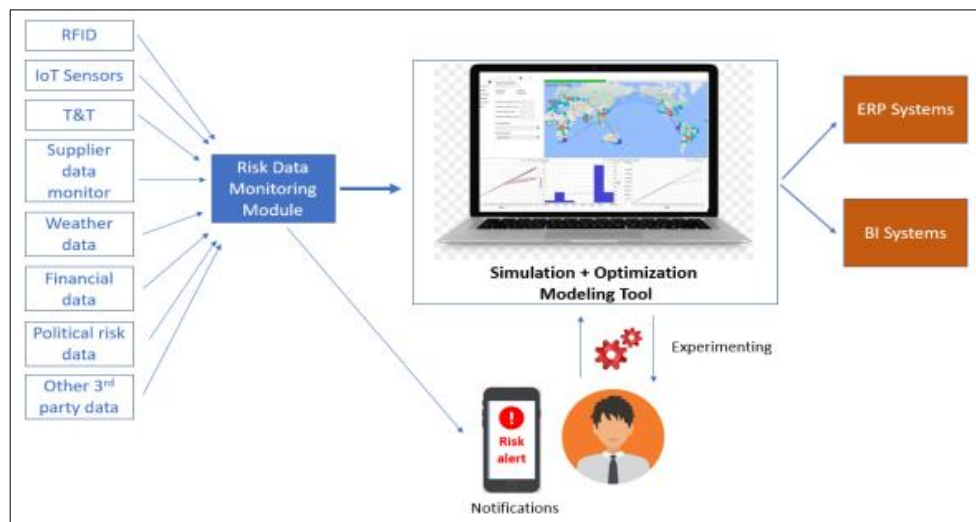 RFID
IoT Sensors
T&T
Supplier
data
monitor
Weather
data
Financial
data
Political risk
data
Other 3rd
party data
Risk Data
Monitoring
Module
Simulation + Optimization
Modeling Tool
ERP Systems
BI Systems
Experimenting
Risk
alert
Notifications